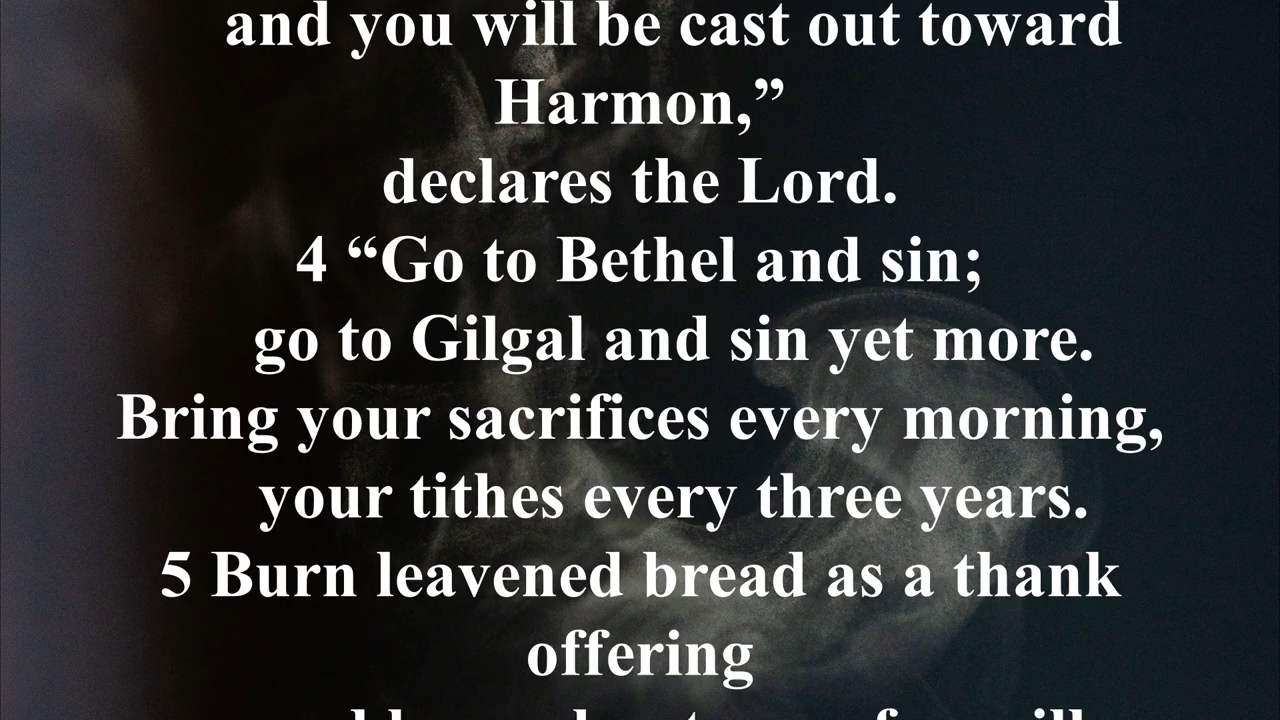 and you will be cast out toward
Harmon,”
declares the Lord.
4 “Go to Bethel and sin;
go to Gilgal and sin yet more.
Bring your sacrifices every morning,
your tithes every three years.
5 Burn leavened bread as a thank
offering